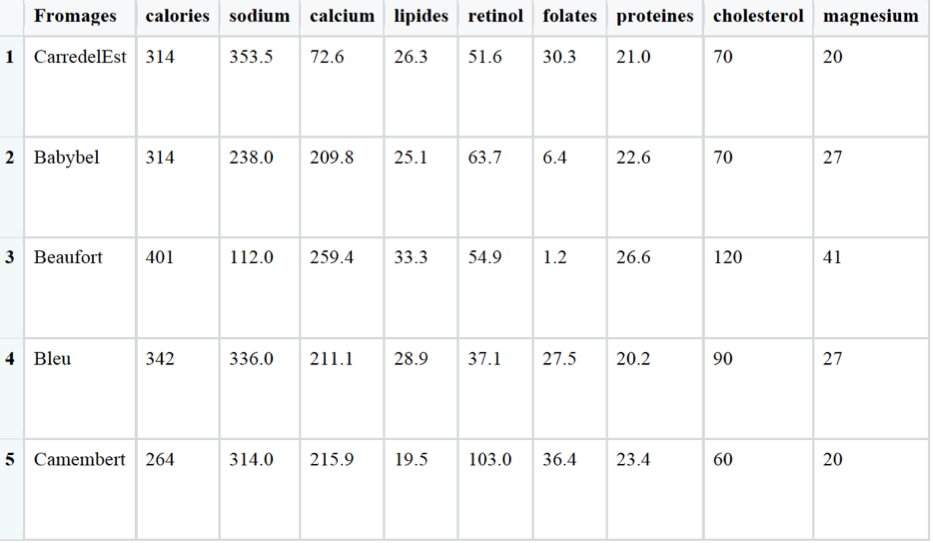 Fromages calories sodium calcium lipides retinol folates proteines cholesterol magnesium
1 CarredelEst 314 353.5 72.6 26.3 51.6 30.3 21.0 70 20
2 Babybel 314 238.0 209.8 25.1 63.7 6.4 22.6 70 27
3 Beaufort 401 112.0 259.4 33.3 54.9 1.2 26.6 120 41
4 Bleu 342 336.0 211.1 28.9 37.1 27.5 20.2 90 27
5 Camembert 264 314.0 215.9 19.5 103.0 36.4 23.4 60 20